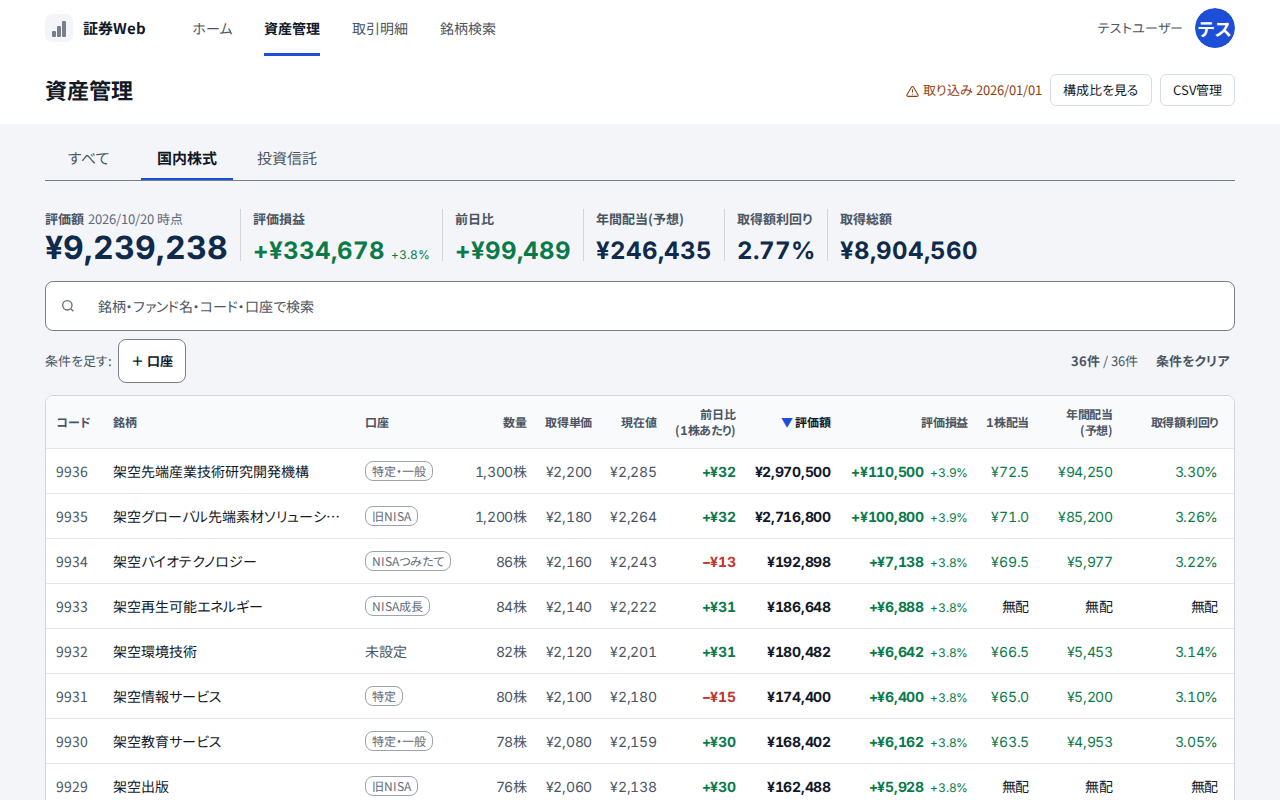 証券Web ホーム 資産管理 取引明細 銘柄検索 テストユーザー テス
資産管理 取り込み 2026/01/01 構成比を見る CSV管理
すべて 国内株式 投資信託
評価額 2026/10/20 時点 評価損益 前日比 年間配当(予想) 取得額利回り 取得総額
¥9,239,238 +¥334,678 +3.8% +¥99,489 ¥246,435 2.77% ¥8,904,560
銘柄・ファンド名・コード・口座で検索
条件を足す: + 口座 36件 / 36件 条件をクリア
コード 銘柄 口座 数量 取得単価 現在値 前日比 (1株あたり) ▼評価額 評価損益 1株配当 年間配当 (予想) 取得額利回り
9936 架空先端産業技術研究開発機構 特定・一般 1,300株 ¥2,200 ¥2,285 +¥32 ¥2,970,500 +¥110,500 +3.9% ¥72.5 ¥94,250 3.30%
9935 架空グローバル先端素材ソリューシ… 旧NISA 1,200株 ¥2,180 ¥2,264 +¥32 ¥2,716,800 +¥100,800 +3.9% ¥71.0 ¥85,200 3.26%
9934 架空バイオテクノロジー NISAつみたて 86株 ¥2,160 ¥2,243 −¥13 ¥192,898 +¥7,138 +3.8% ¥69.5 ¥5,977 3.22%
9933 架空再生可能エネルギー NISA成長 84株 ¥2,140 ¥2,222 +¥31 ¥186,648 +¥6,888 +3.8% 無配 無配 無配
9932 架空環境技術 未設定 82株 ¥2,120 ¥2,201 +¥31 ¥180,482 +¥6,642 +3.8% ¥66.5 ¥5,453 3.14%
9931 架空情報サービス 特定 80株 ¥2,100 ¥2,180 −¥15 ¥174,400 +¥6,400 +3.8% ¥65.0 ¥5,200 3.10%
9930 架空教育サービス 特定・一般 78株 ¥2,080 ¥2,159 +¥30 ¥168,402 +¥6,162 +3.8% ¥63.5 ¥4,953 3.05%
9929 架空出版 旧NISA 76株 ¥2,060 ¥2,138 +¥30 ¥162,488 +¥5,928 +3.8% 無配 無配 無配